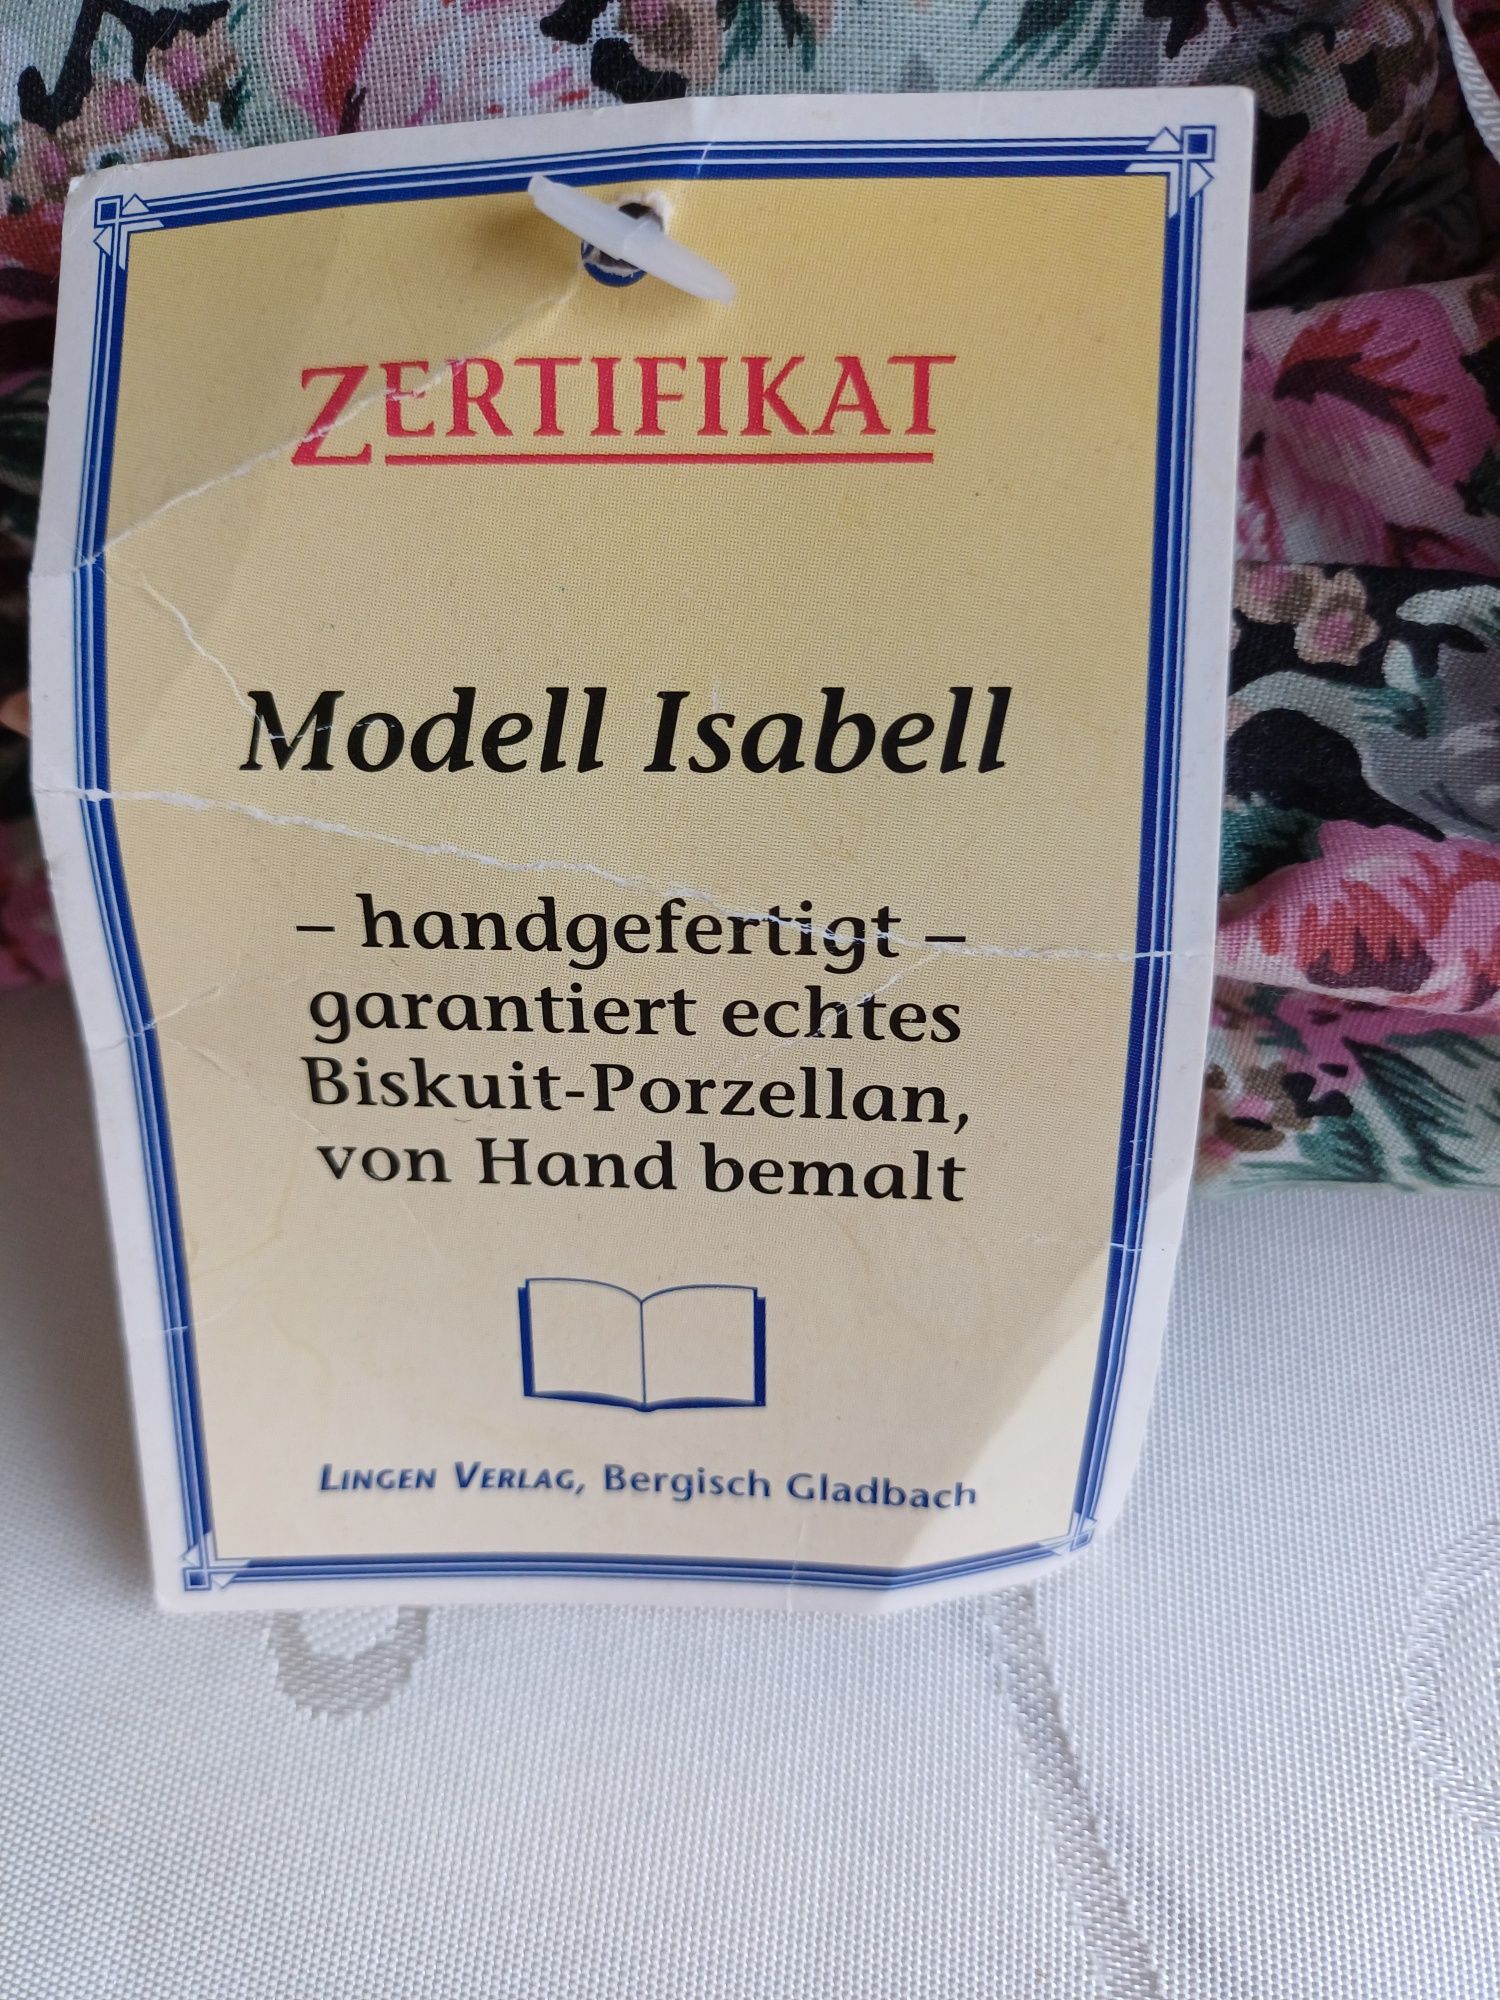 ZERTIFIKAT
Modell Isabell
– handgefertigt –
garantiert echtes
Biskuit-Porzellan,
von Hand bemalt
LINGEN VERLAG, Bergisch Gladbach